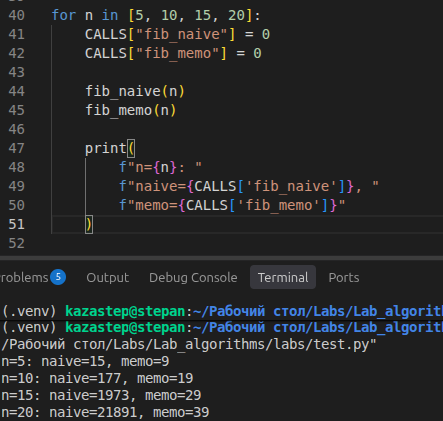 40 for n in [5, 10, 15, 20]:
41     CALLS["fib_naive"] = 0
42     CALLS["fib_memo"] = 0
43
44     fib_naive(n)
45     fib_memo(n)
46
47     print(
48         f"n={n}: "
49         f"naive={CALLS['fib_naive']}, "
50         f"memo={CALLS['fib_memo']}"
51     )
52
roblems 5 Output Debug Console Terminal Ports
(.venv) kazastep@stepan:~/Рабочий стол/Labs/Lab_algorith
(.venv) kazastep@stepan:~/Рабочий стол/Labs/Lab_algorith
/Рабочий стол/Labs/Lab_algorithms/labs/test.py"
n=5: naive=15, memo=9
n=10: naive=177, memo=19
n=15: naive=1973, memo=29
n=20: naive=21891, memo=39